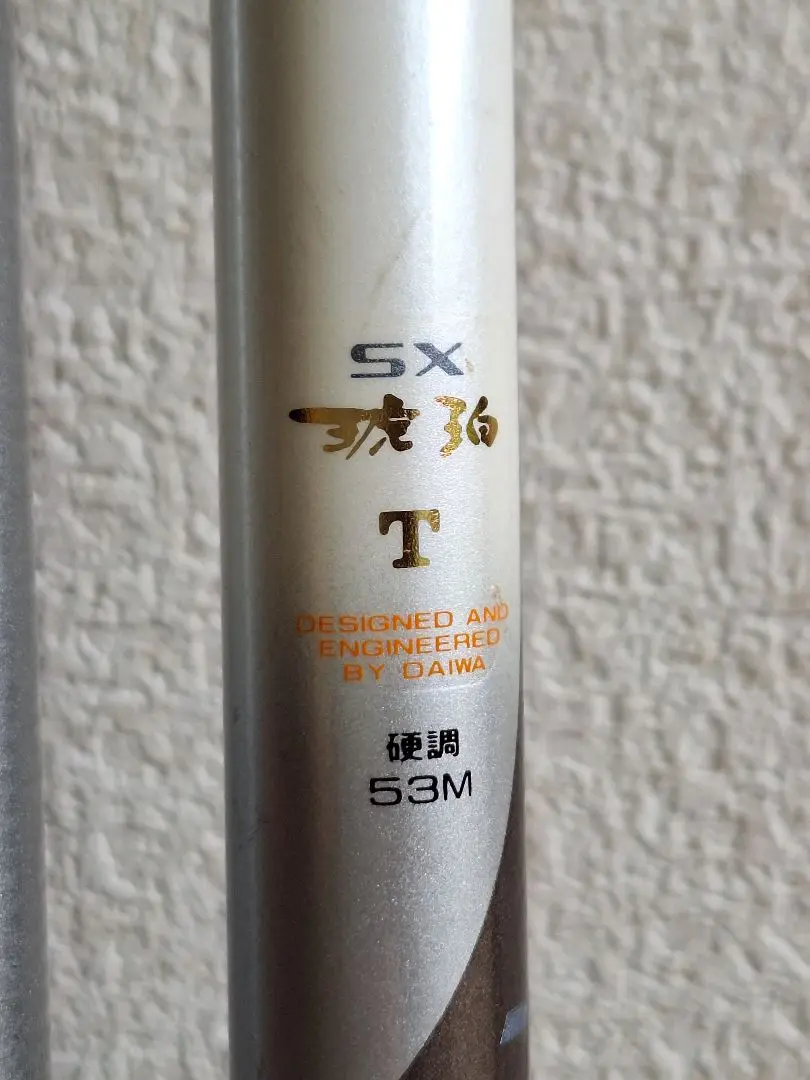 SX
琥珀
T
DESIGNED AND
ENGINEERED
BY DAIWA
硬調
53M